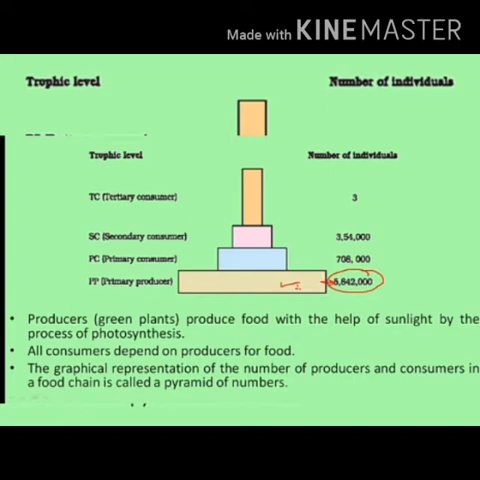 Made with KINEMASTER
Trophic level Number of individuals
Trophic level Number of individuals
TC (Tertiary consumer) 3
SC (Secondary consumer) 3,54,000
PC (Primary consumer) 708, 000
PP (Primary producer) 5,842,000
• Producers (green plants) produce food with the help of sunlight by the
process of photosynthesis.
• All consumers depend on producers for food.
• The graphical representation of the number of producers and consumers in
a food chain is called a pyramid of numbers.